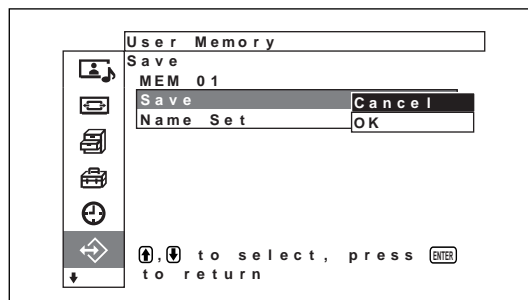 User Memory
Save
MEM 01
Save Cancel
Name Set OK
, to select, press ENTER
to return